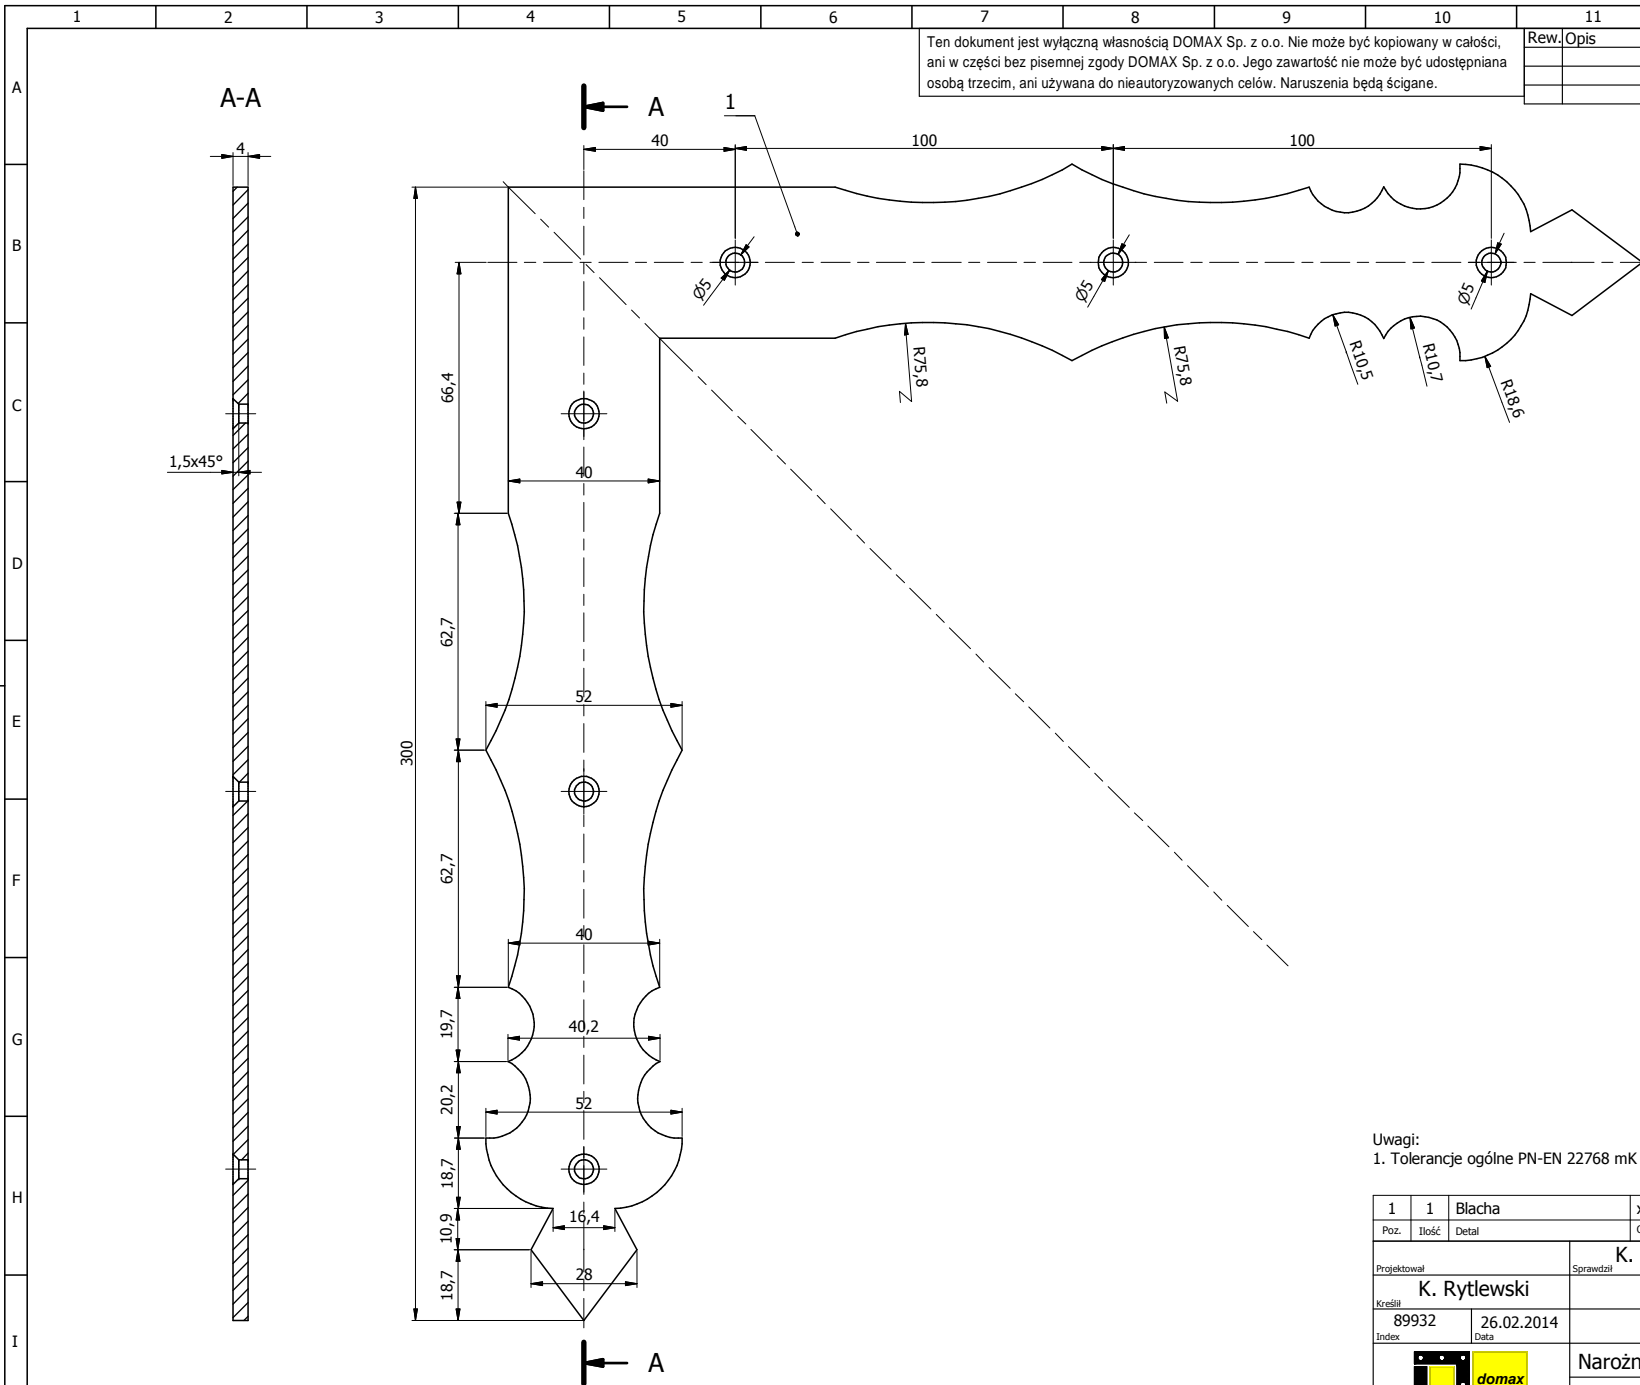 1 2 3 4 5 6 7 8 9 10 11
Ten dokument jest wyłączną własnością DOMAX Sp. z o.o. Nie może być kopiowany w całości,
ani w części bez pisemnej zgody DOMAX Sp. z o.o. Jego zawartość nie może być udostępniana
osobą trzecim, ani używana do nieautoryzowanych celów. Naruszenia będą ścigane.
Rew. Opis
A
B
C
D
E
F
G
H
I
A-A
A
1
4
40
100
100
Ø5
Ø5
Ø5
R75,8
R75,8
R10,5
R10,7
R18,6
66,4
1,5x45°
40
62,7
52
300
62,7
40
19,7
40,2
20,2
52
18,7
10,9
16,4
28
18,7
A
Uwagi:
1. Tolerancje ogólne PN-EN 22768 mK
1 1 Blacha
Poz. Ilość Detal
Projektował
K.
Sprawdził
K. Rytlewski
Kreślił
89932
26.02.2014
Index
Data
domax
Narożn